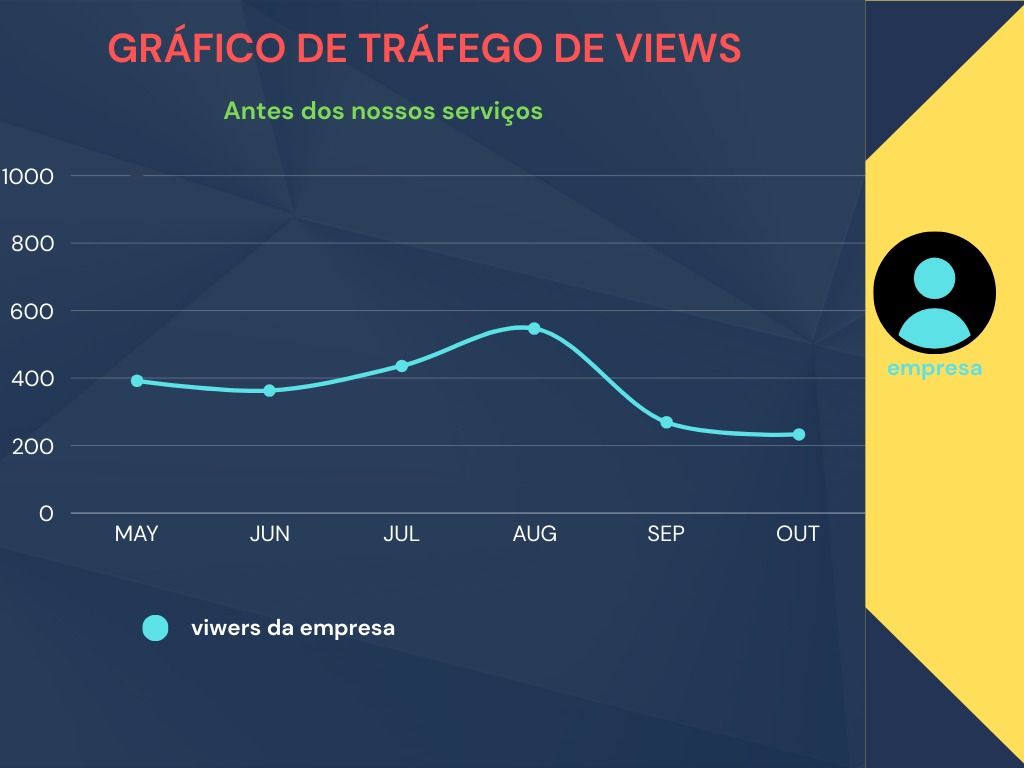 GRÁFICO DE TRÁFEGO DE VIEWS
Antes dos nossos serviços
1000
800
600
400
200
0
MAY JUN JUL AUG SEP OUT
viwers da empresa
empresa